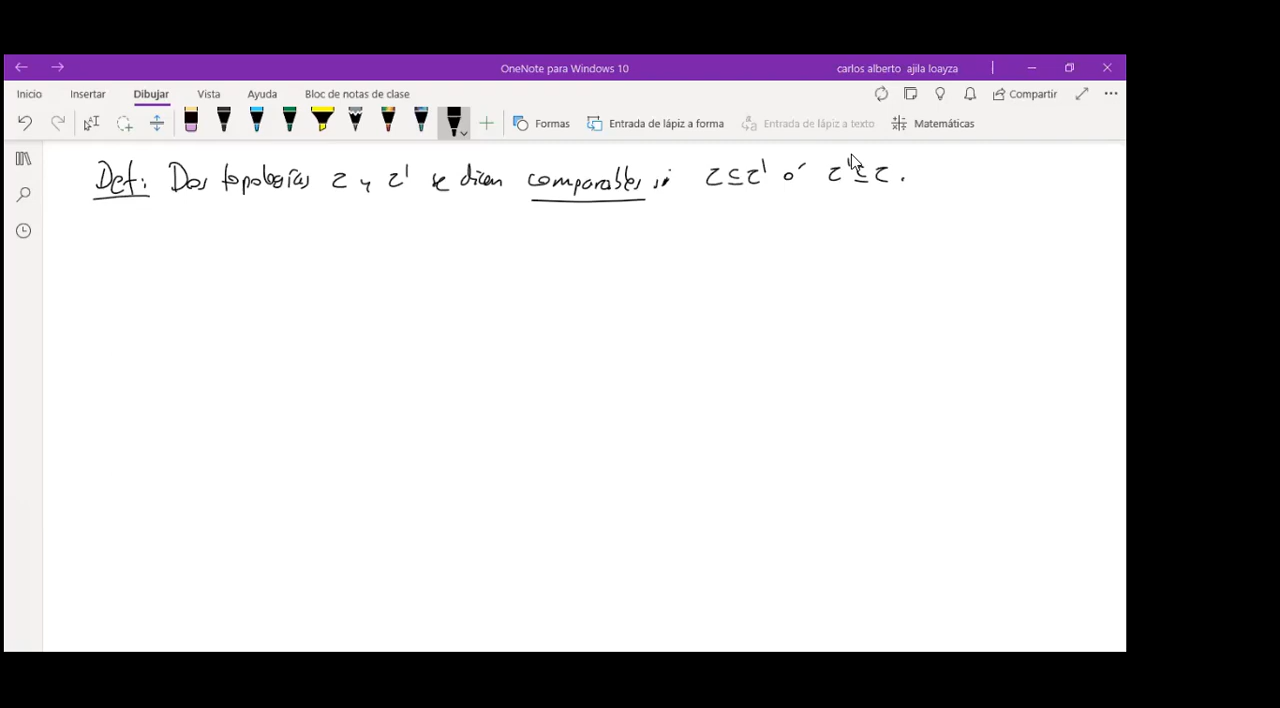 OneNote para Windows 10
carlos alberto ajila loayza
Inicio Insertar Dibujar Vista Ayuda Bloc de notas de clase Compartir
Formas Entrada de lápiz a forma Entrada de lápiz a texto Matemáticas
Def: Dos topologías τ y τ' se dicen comparables si τ ⊆ τ' ó τ' ⊆ τ.